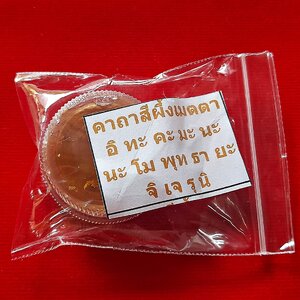 คาถาสีผึ้งเมตตา
อิ ทะ คะ มะ นะ
นะ โม พุท ธา ยะ
จิ เจ รุ นิ